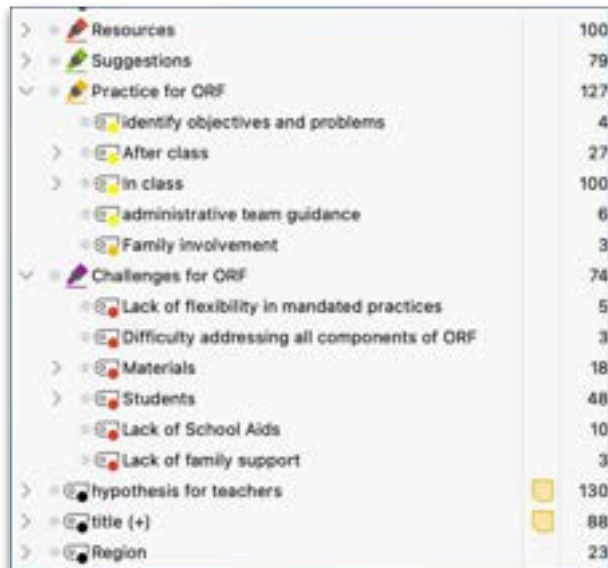 Resources 100
Suggestions 79
Practice for ORF 127
identify objectives and problems 4
After class 27
In class 100
administrative team guidance 6
Family involvement 3
Challenges for ORF 74
Lack of flexibility in mandated practices 5
Difficulty addressing all components of ORF 3
Materials 18
Students 48
Lack of School Aids 10
Lack of family support 3
hypothesis for teachers 130
title (+) 88
Region 23